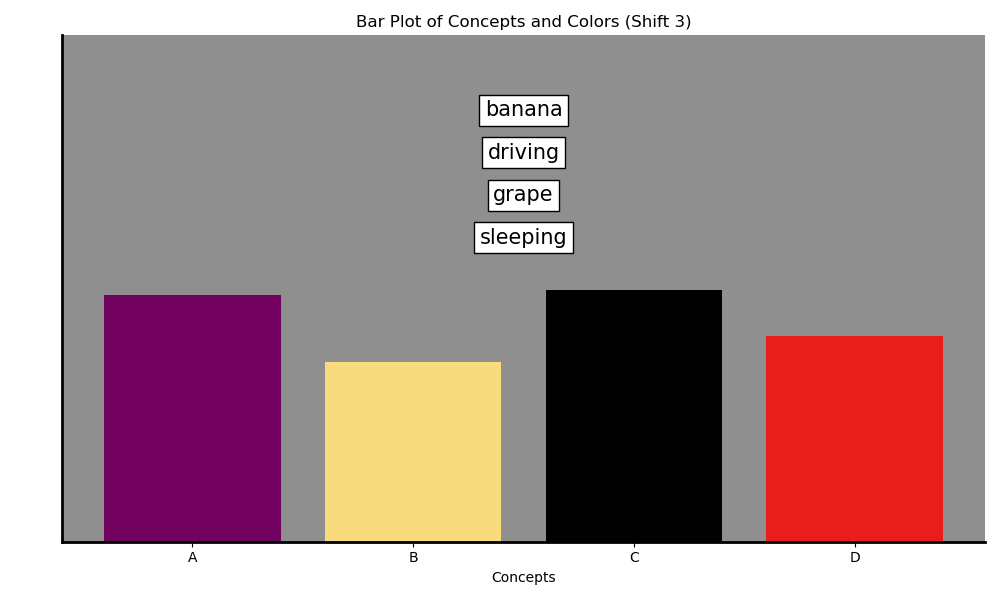 Bar Plot of Concepts and Colors (Shift 3)
banana
driving
grape
sleeping
A B C D
Concepts